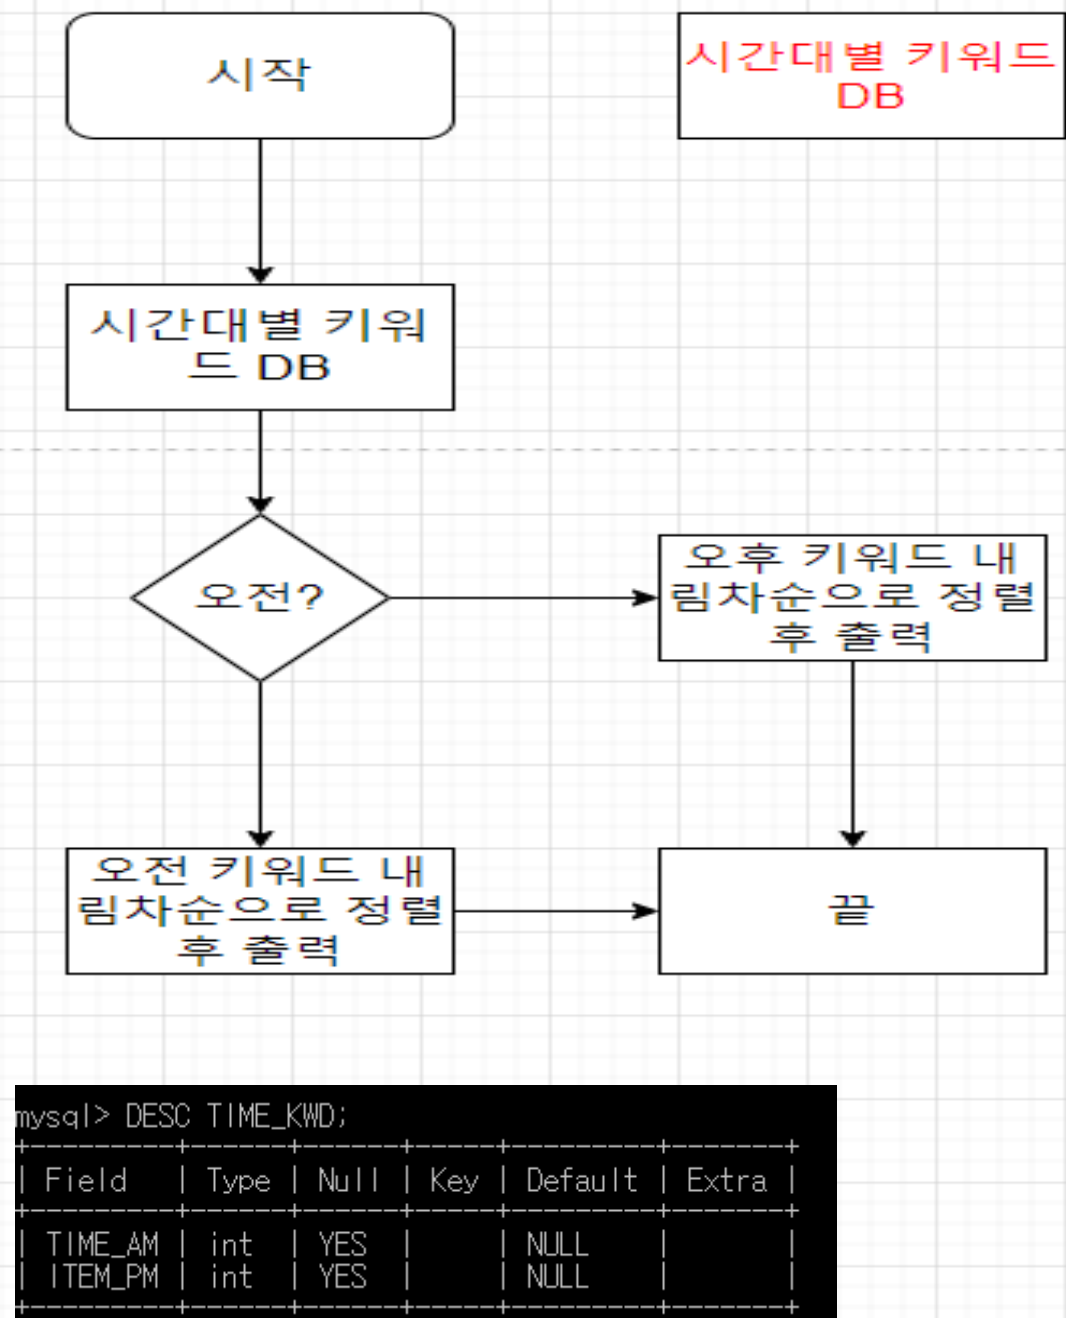 시작
시간대별 키워드
DB
시간대별 키워
드 DB
오전?
오후 키워드 내
림차순으로 정렬
후 출력
오전 키워드 내
림차순으로 정렬
후 출력
끝
mysql> DESC TIME_KWD;
+---------+------+------+-----+---------+-------+
| Field | Type | Null | Key | Default | Extra |
+---------+------+------+-----+---------+-------+
| TIME_AM | int | YES | | NULL | |
| ITEM_PM | int | YES | | NULL | |
+---------+------+------+-----+---------+-------+